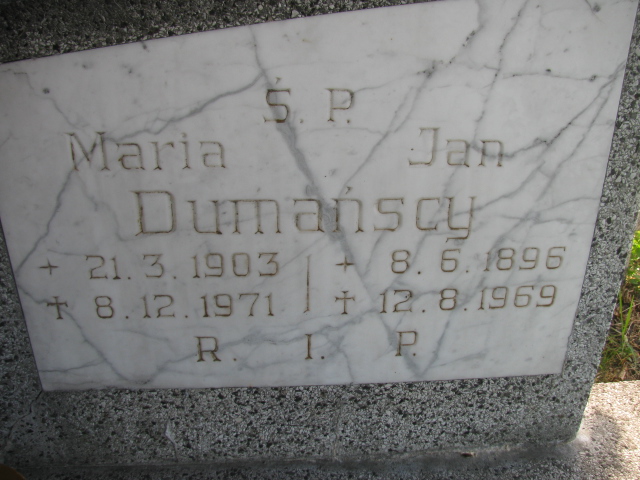 Ś. P.
Maria Jan
Dumańscy
+ 21. 3. 1903 | + 8. 6. 1896
✝ 8. 12. 1971 | ✝ 12. 8. 1969
R. I. P.